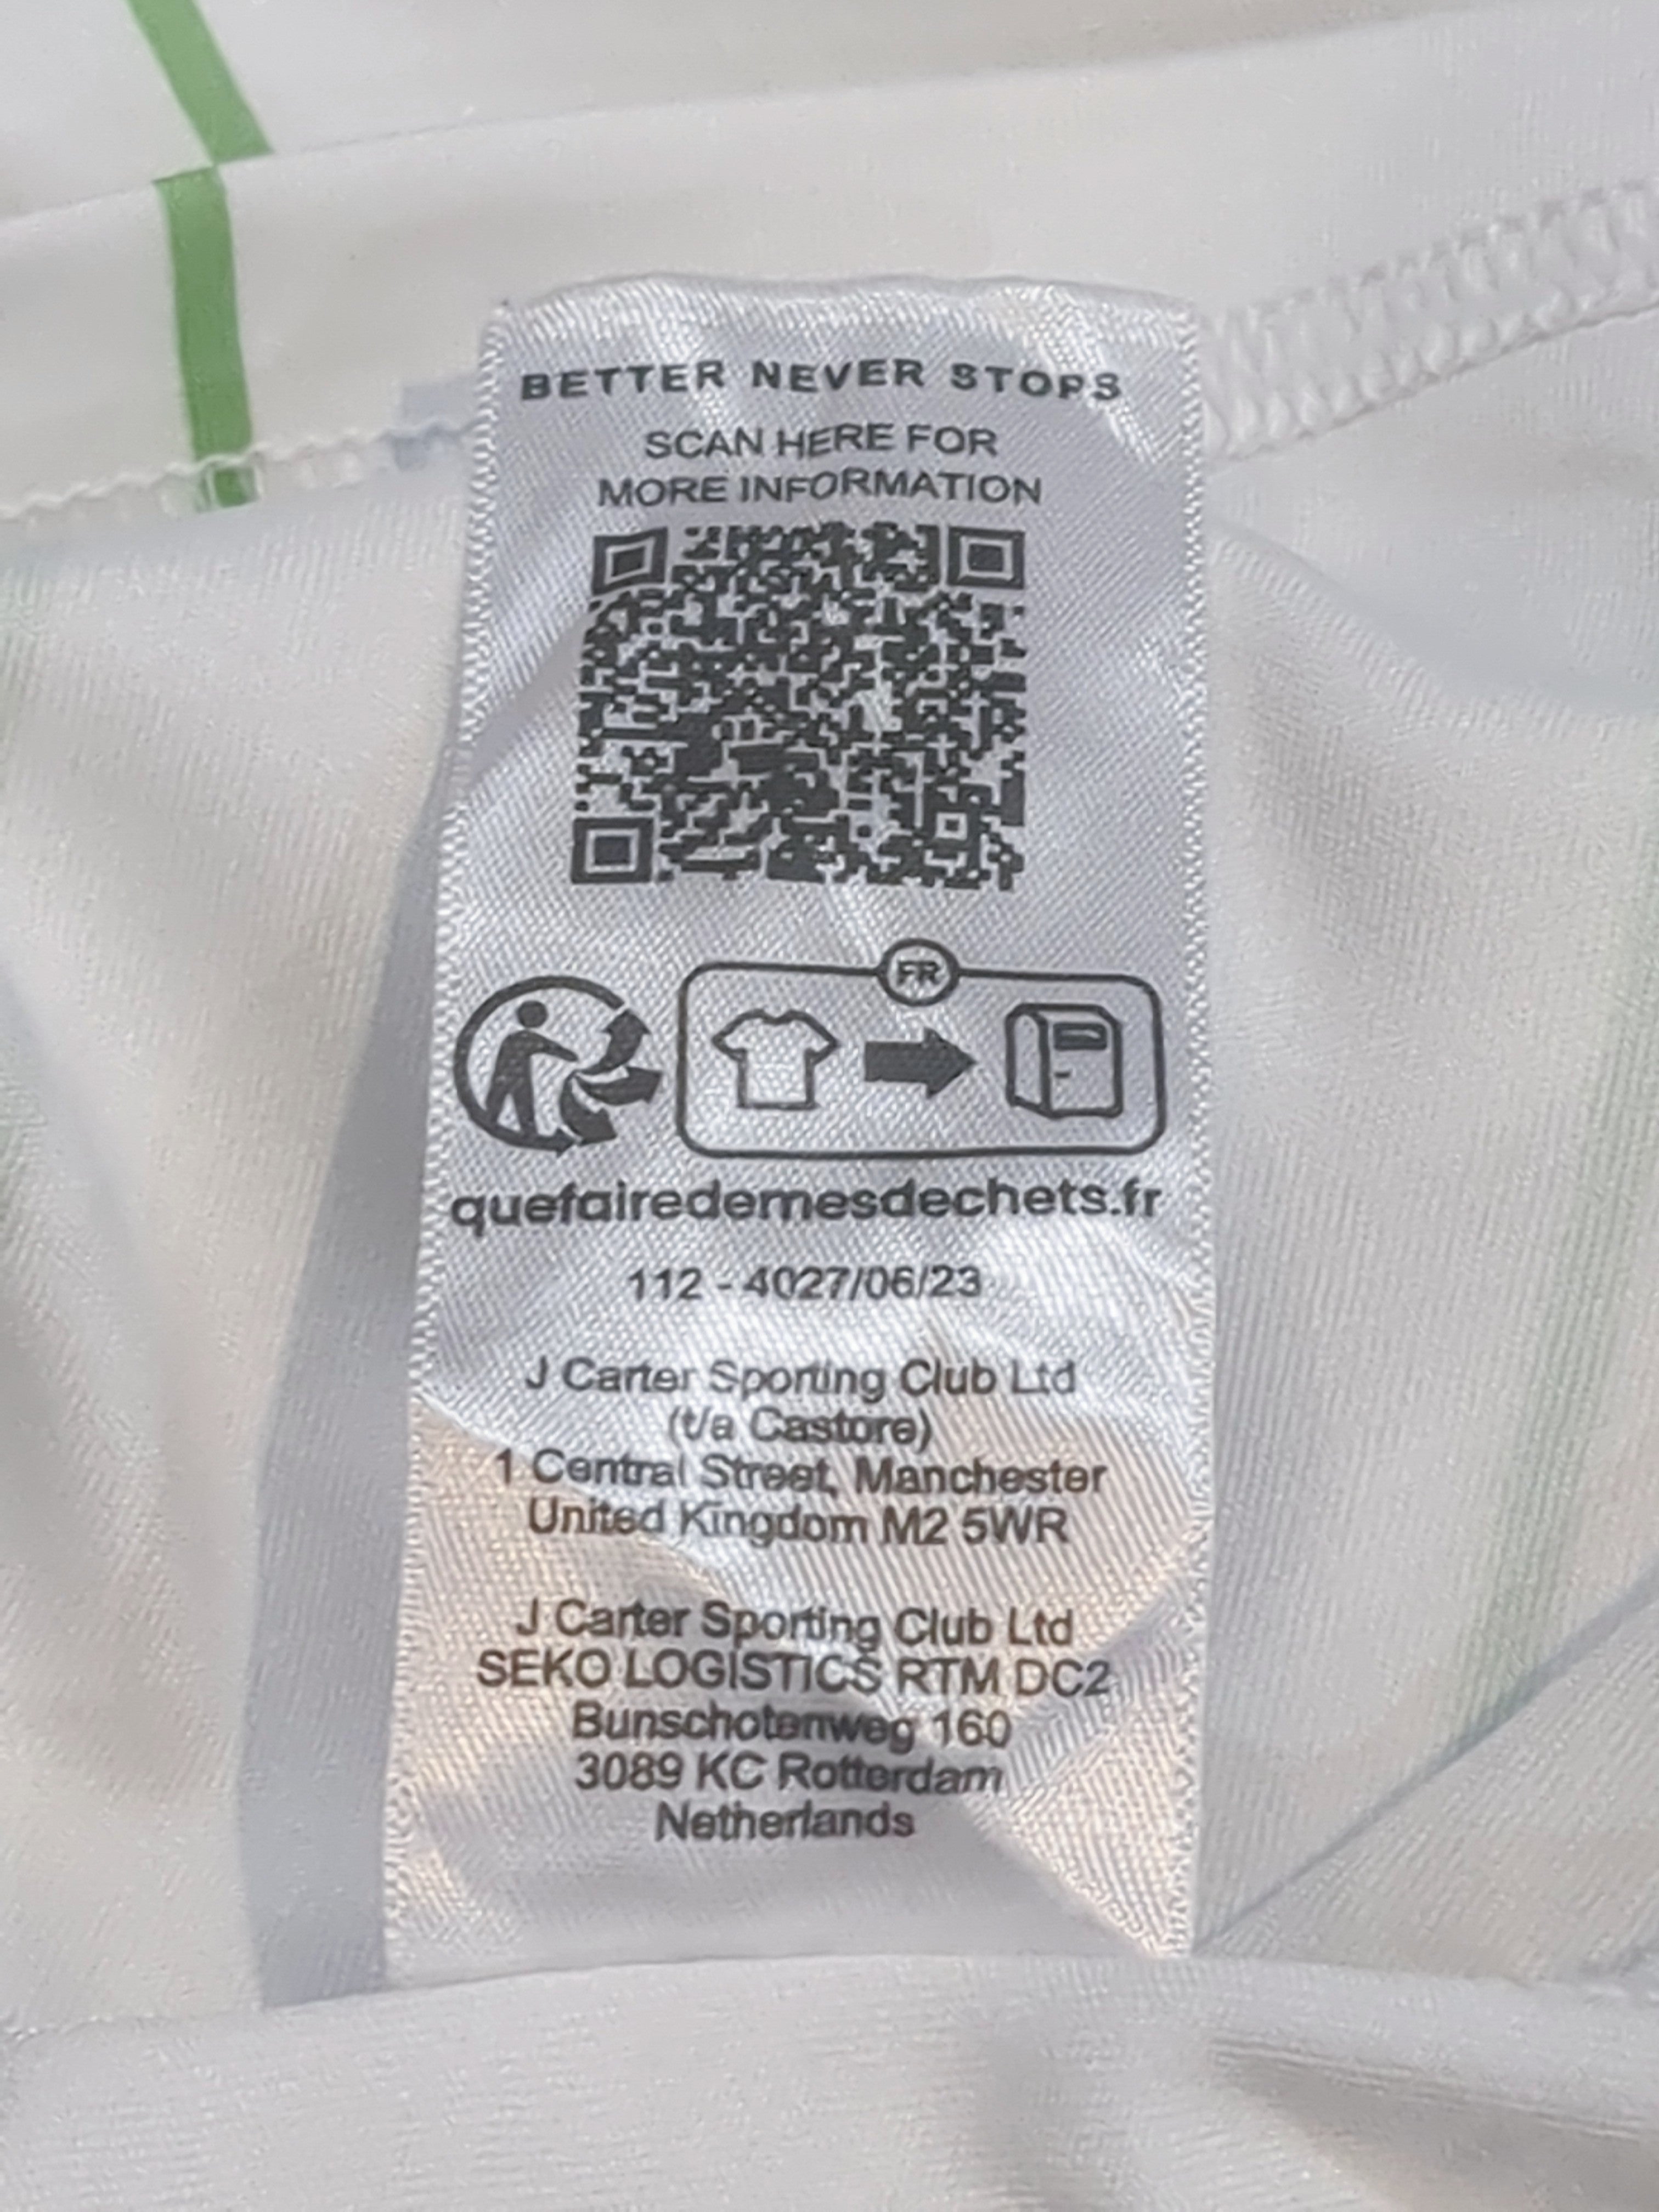 BETTER NEVER STOPS
SCAN HERE FOR
MORE INFORMATION
FR
quefairedemesdechets.fr
112 - 4027/06/23
J Carter Sporting Club Ltd
(t/a Castore)
1 Central Street, Manchester
United Kingdom M2 5WR
J Carter Sporting Club Ltd
SEKO LOGISTICS RTM DC2
Bunschotenweg 160
3089 KC Rotterdam
Netherlands